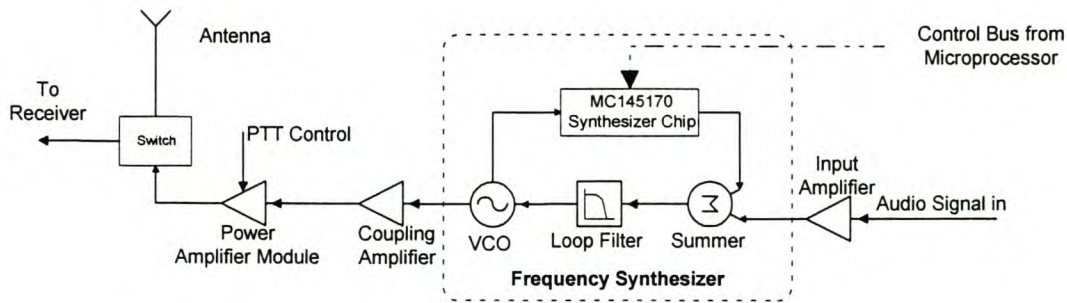 Antenna
Control Bus from
Microprocessor
To
Receiver
MC145170
Synthesizer Chip
Switch
PTT Control
Input
Amplifier
Audio Signal in
Σ
Power
Amplifier Module
Coupling
Amplifier
VCO
Loop Filter
Summer
Frequency Synthesizer